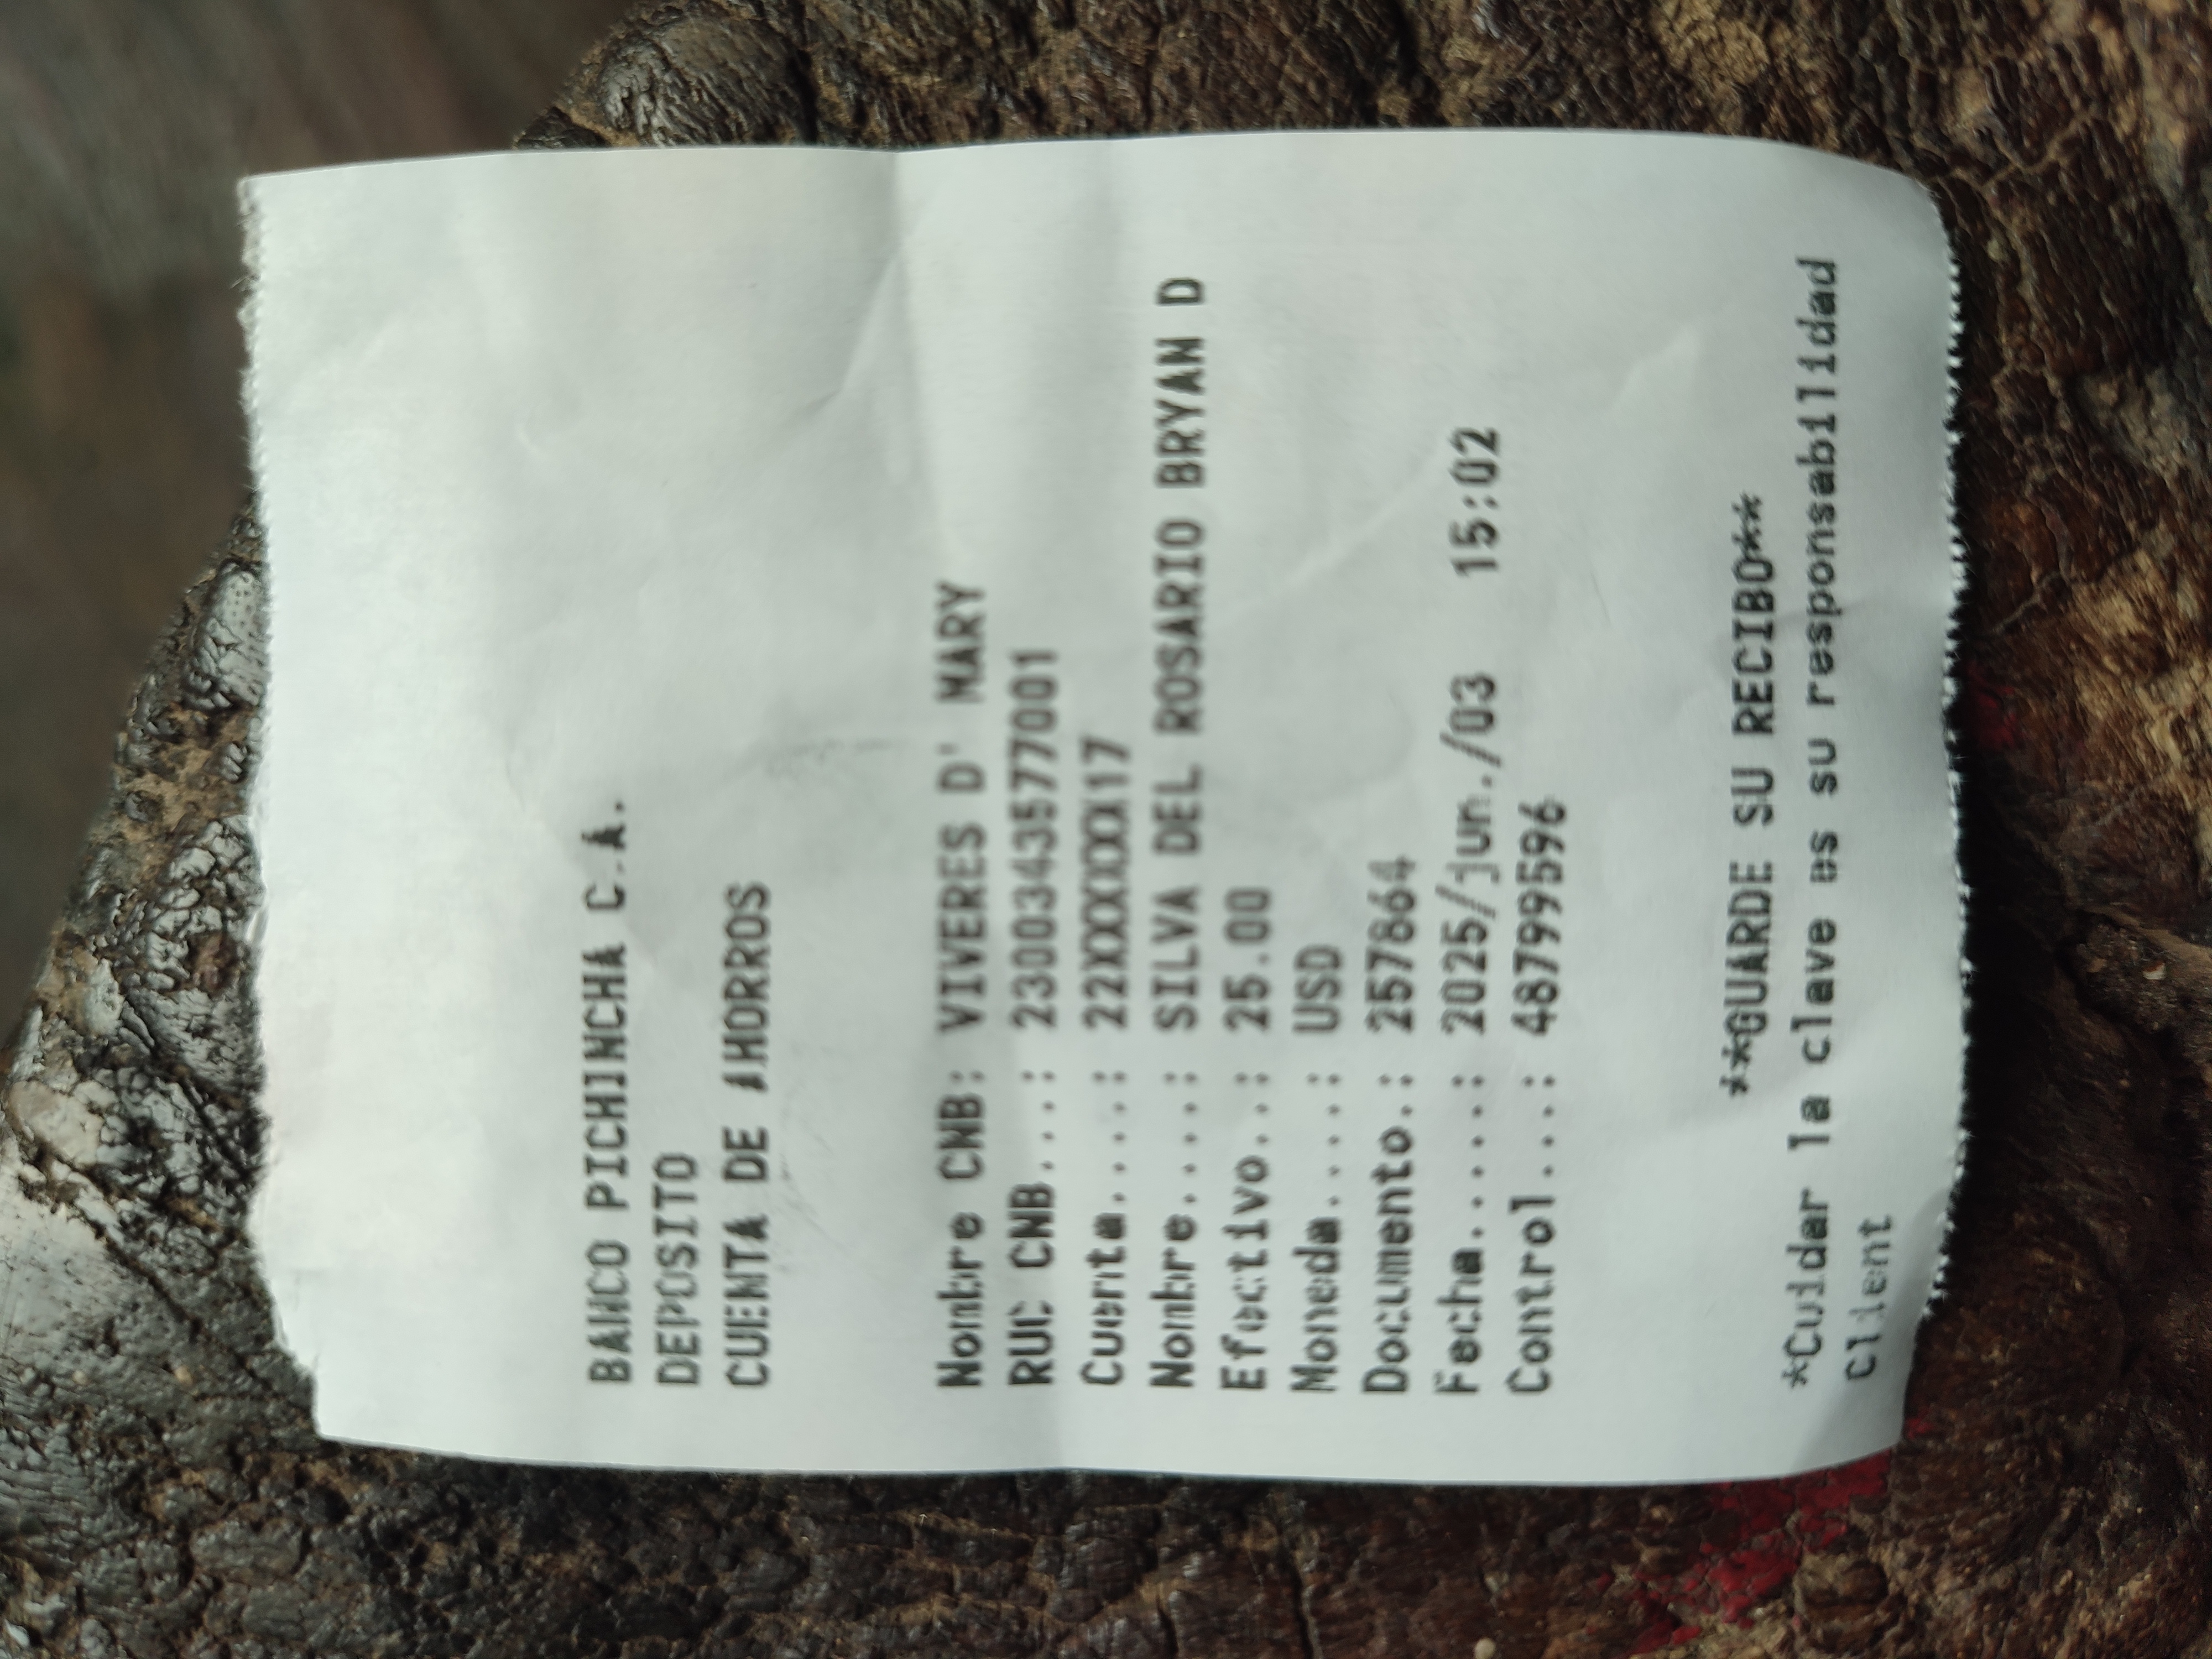 BANCO PICHINCHA C.A.
DEPOSITO
CUENTA DE AHORROS
Nombre CNB: VIVERES D' MARY
RUC CNB....: 2300343577001
Cuenta.....: 22XXXXXX17
Nombre.....: SILVA DEL ROSARIO BRYAN D
Efectivo...: 25.00
Moneda.....: USD
Documento..: 257864
Fecha......: 2025/jun./03 15:02
Control....: 48799596
**GUARDE SU RECIBO**
*Cuidar la clave es su responsabilidad
Client